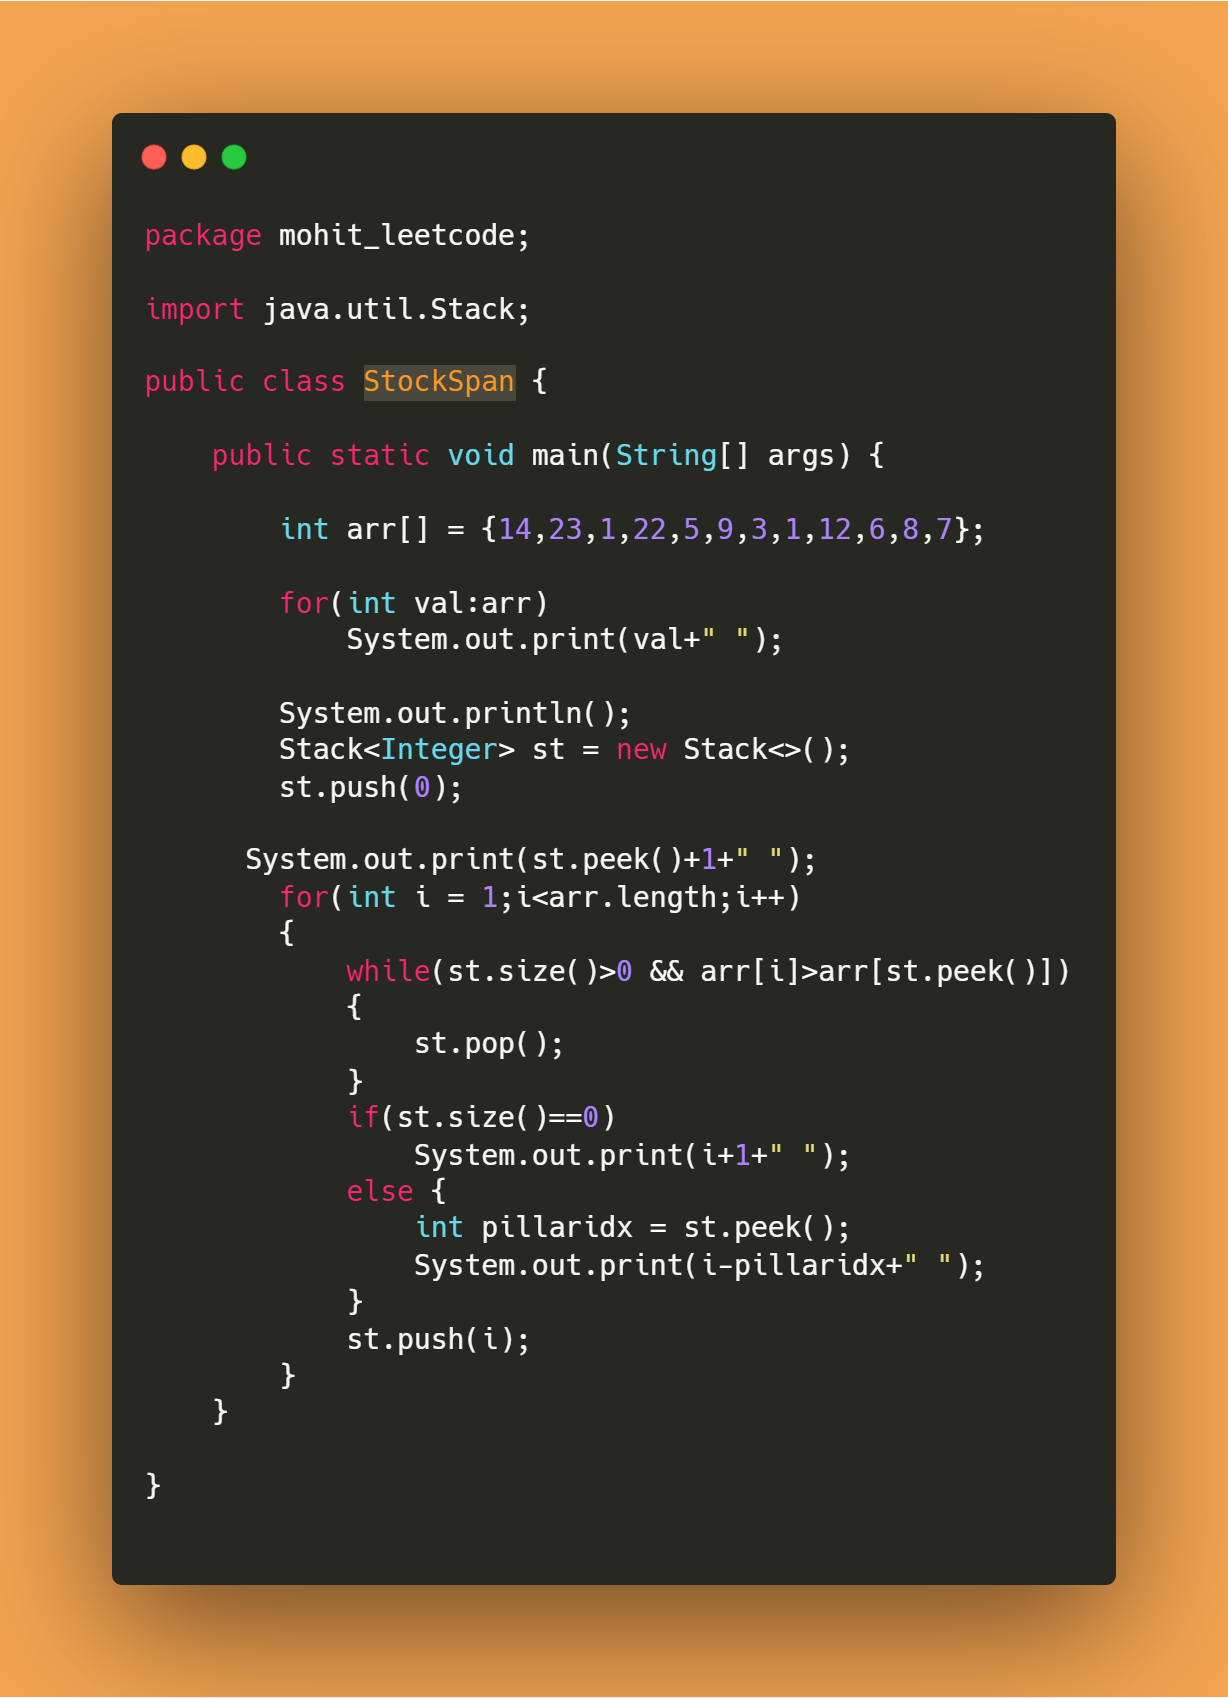 package mohit_leetcode;
import java.util.Stack;
public class StockSpan {
public static void main(String[] args) {
int arr[] = {14,23,1,22,5,9,3,1,12,6,8,7};
for(int val:arr)
System.out.print(val+" ");
System.out.println();
Stack<Integer> st = new Stack<>();
st.push(0);
System.out.print(st.peek()+1+" ");
for(int i = 1;i<arr.length;i++)
{
while(st.size()>0 && arr[i]>arr[st.peek()])
{
st.pop();
}
if(st.size()==0)
System.out.print(i+1+" ");
else {
int pillaridx = st.peek();
System.out.print(i-pillaridx+" ");
}
st.push(i);
}
}
}